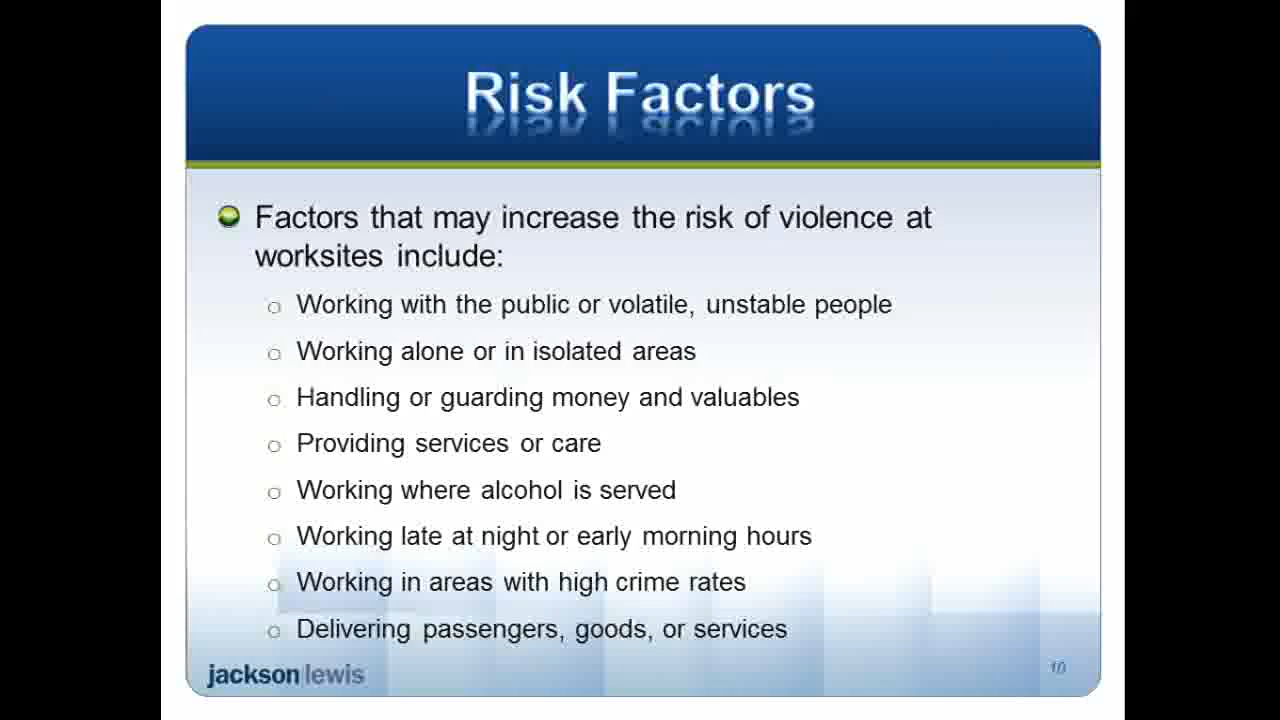 Risk Factors
Factors that may increase the risk of violence at
worksites include:
Working with the public or volatile, unstable people
Working alone or in isolated areas
Handling or guarding money and valuables
Providing services or care
Working where alcohol is served
Working late at night or early morning hours
Working in areas with high crime rates
Delivering passengers, goods, or services
jackson lewis
10